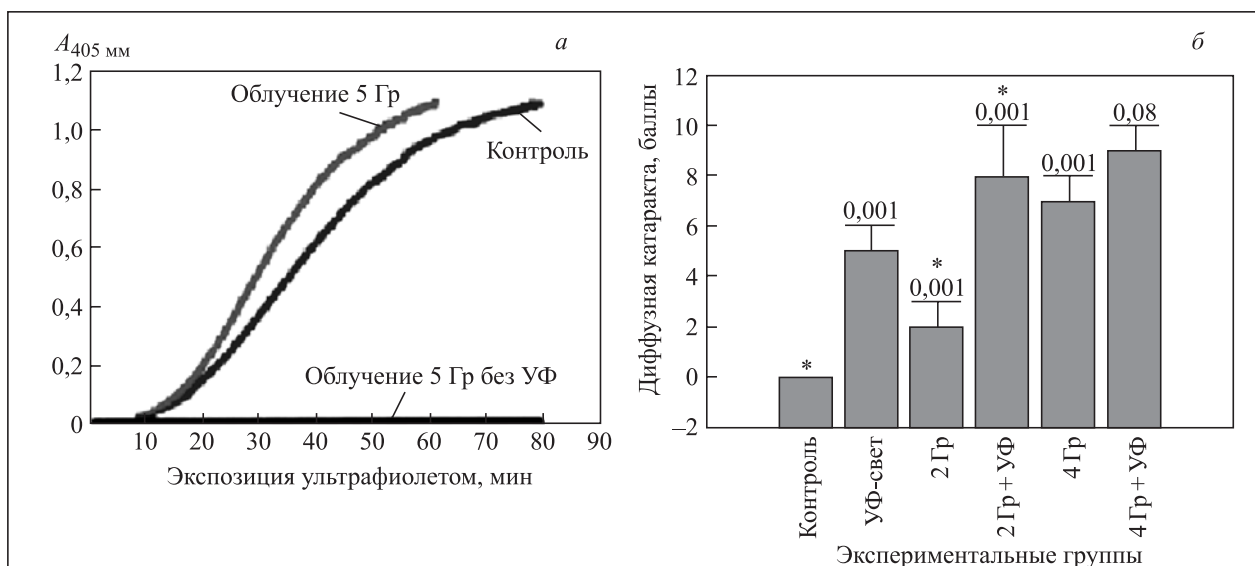 A405 мм
а
1,2
1,0
0,8
0,6
0,4
0,2
0
Облучение 5 Гр
Контроль
Облучение 5 Гр без УФ
10 20 30 40 50 60 70 80 90
Экспозиция ультрафиолетом, мин
б
Диффузная катаракта, баллы
12
10
8
6
4
2
0
–2
*
0,001
*
0,001
*
0,001
0,001
0,08
Контроль
УФ-свет
2 Гр
2 Гр + УФ
4 Гр
4 Гр + УФ
Экспериментальные группы